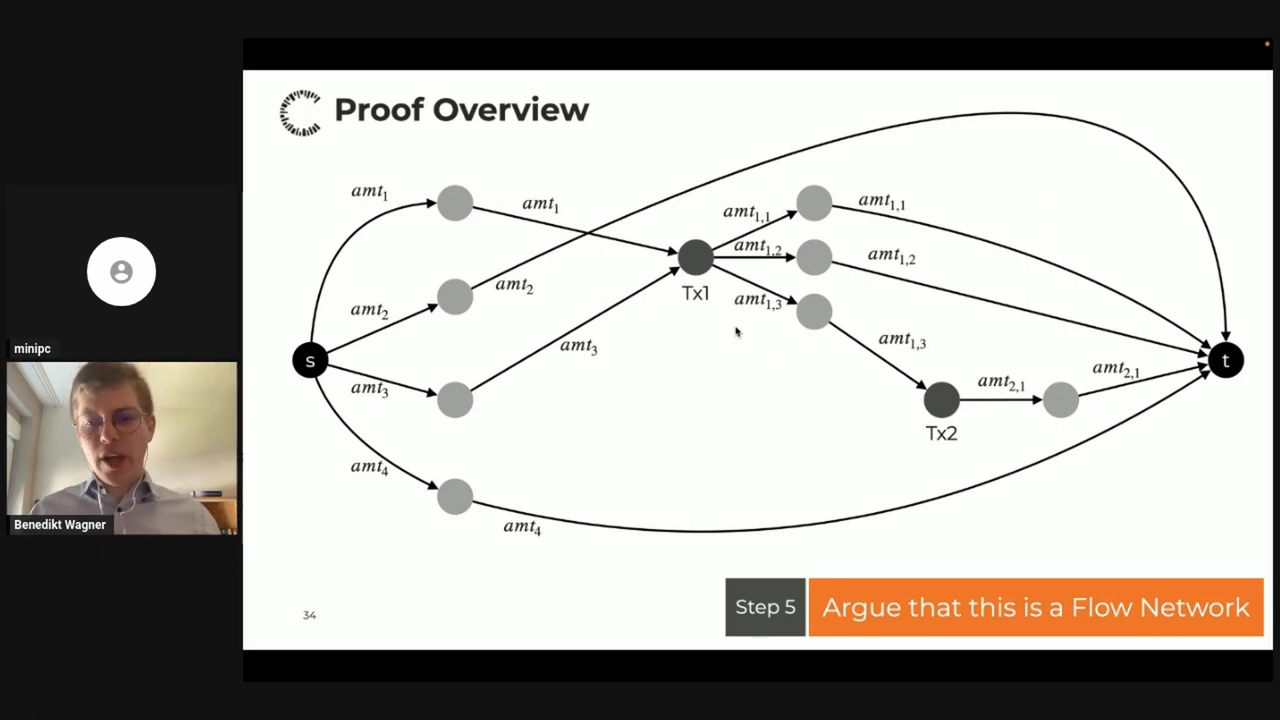 Proof Overview
amt₁
amt₁
amt₁,₁
amt₁,₁
amt₁,₂
amt₁,₂
amt₂
amt₂
Tx1
amt₁,₃
amt₃
amt₁,₃
s
t
amt₃
amt₂,₁
amt₂,₁
Tx2
amt₄
amt₄
34
Step 5
Argue that this is a Flow Network
minipc
Benedikt Wagner